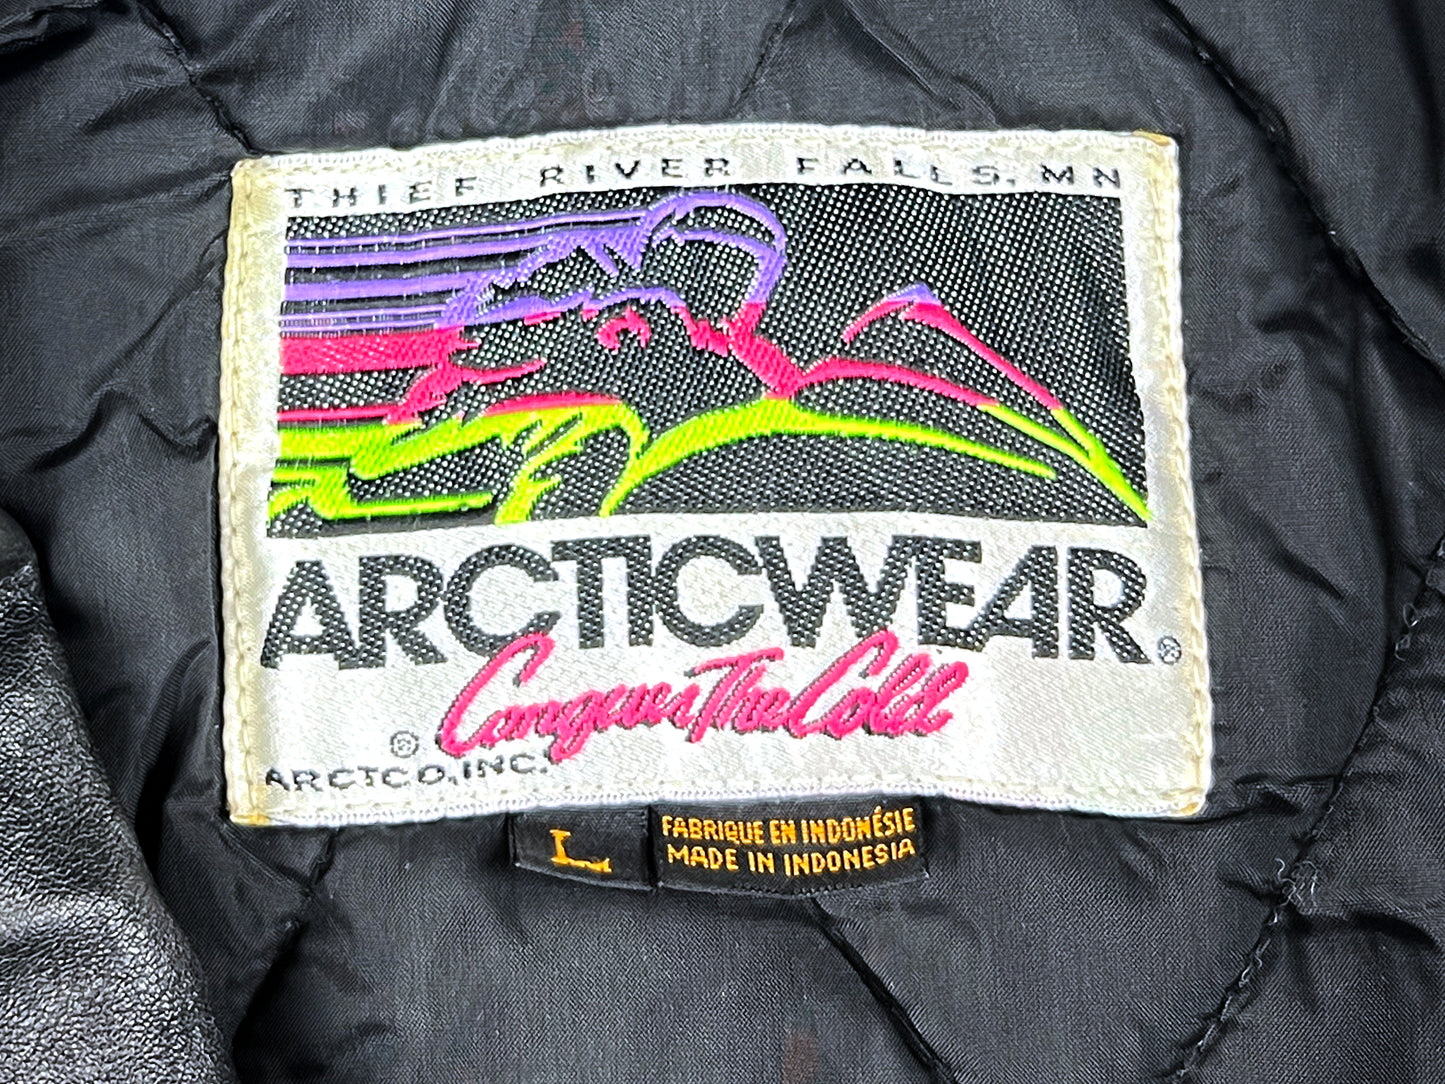 THIEF RIVER FALLS, MN
ARCTICWEAR®
Conquer The Cold
®
ARCTCO, INC.
L
FABRIQUE EN INDONÉSIE
MADE IN INDONESIA